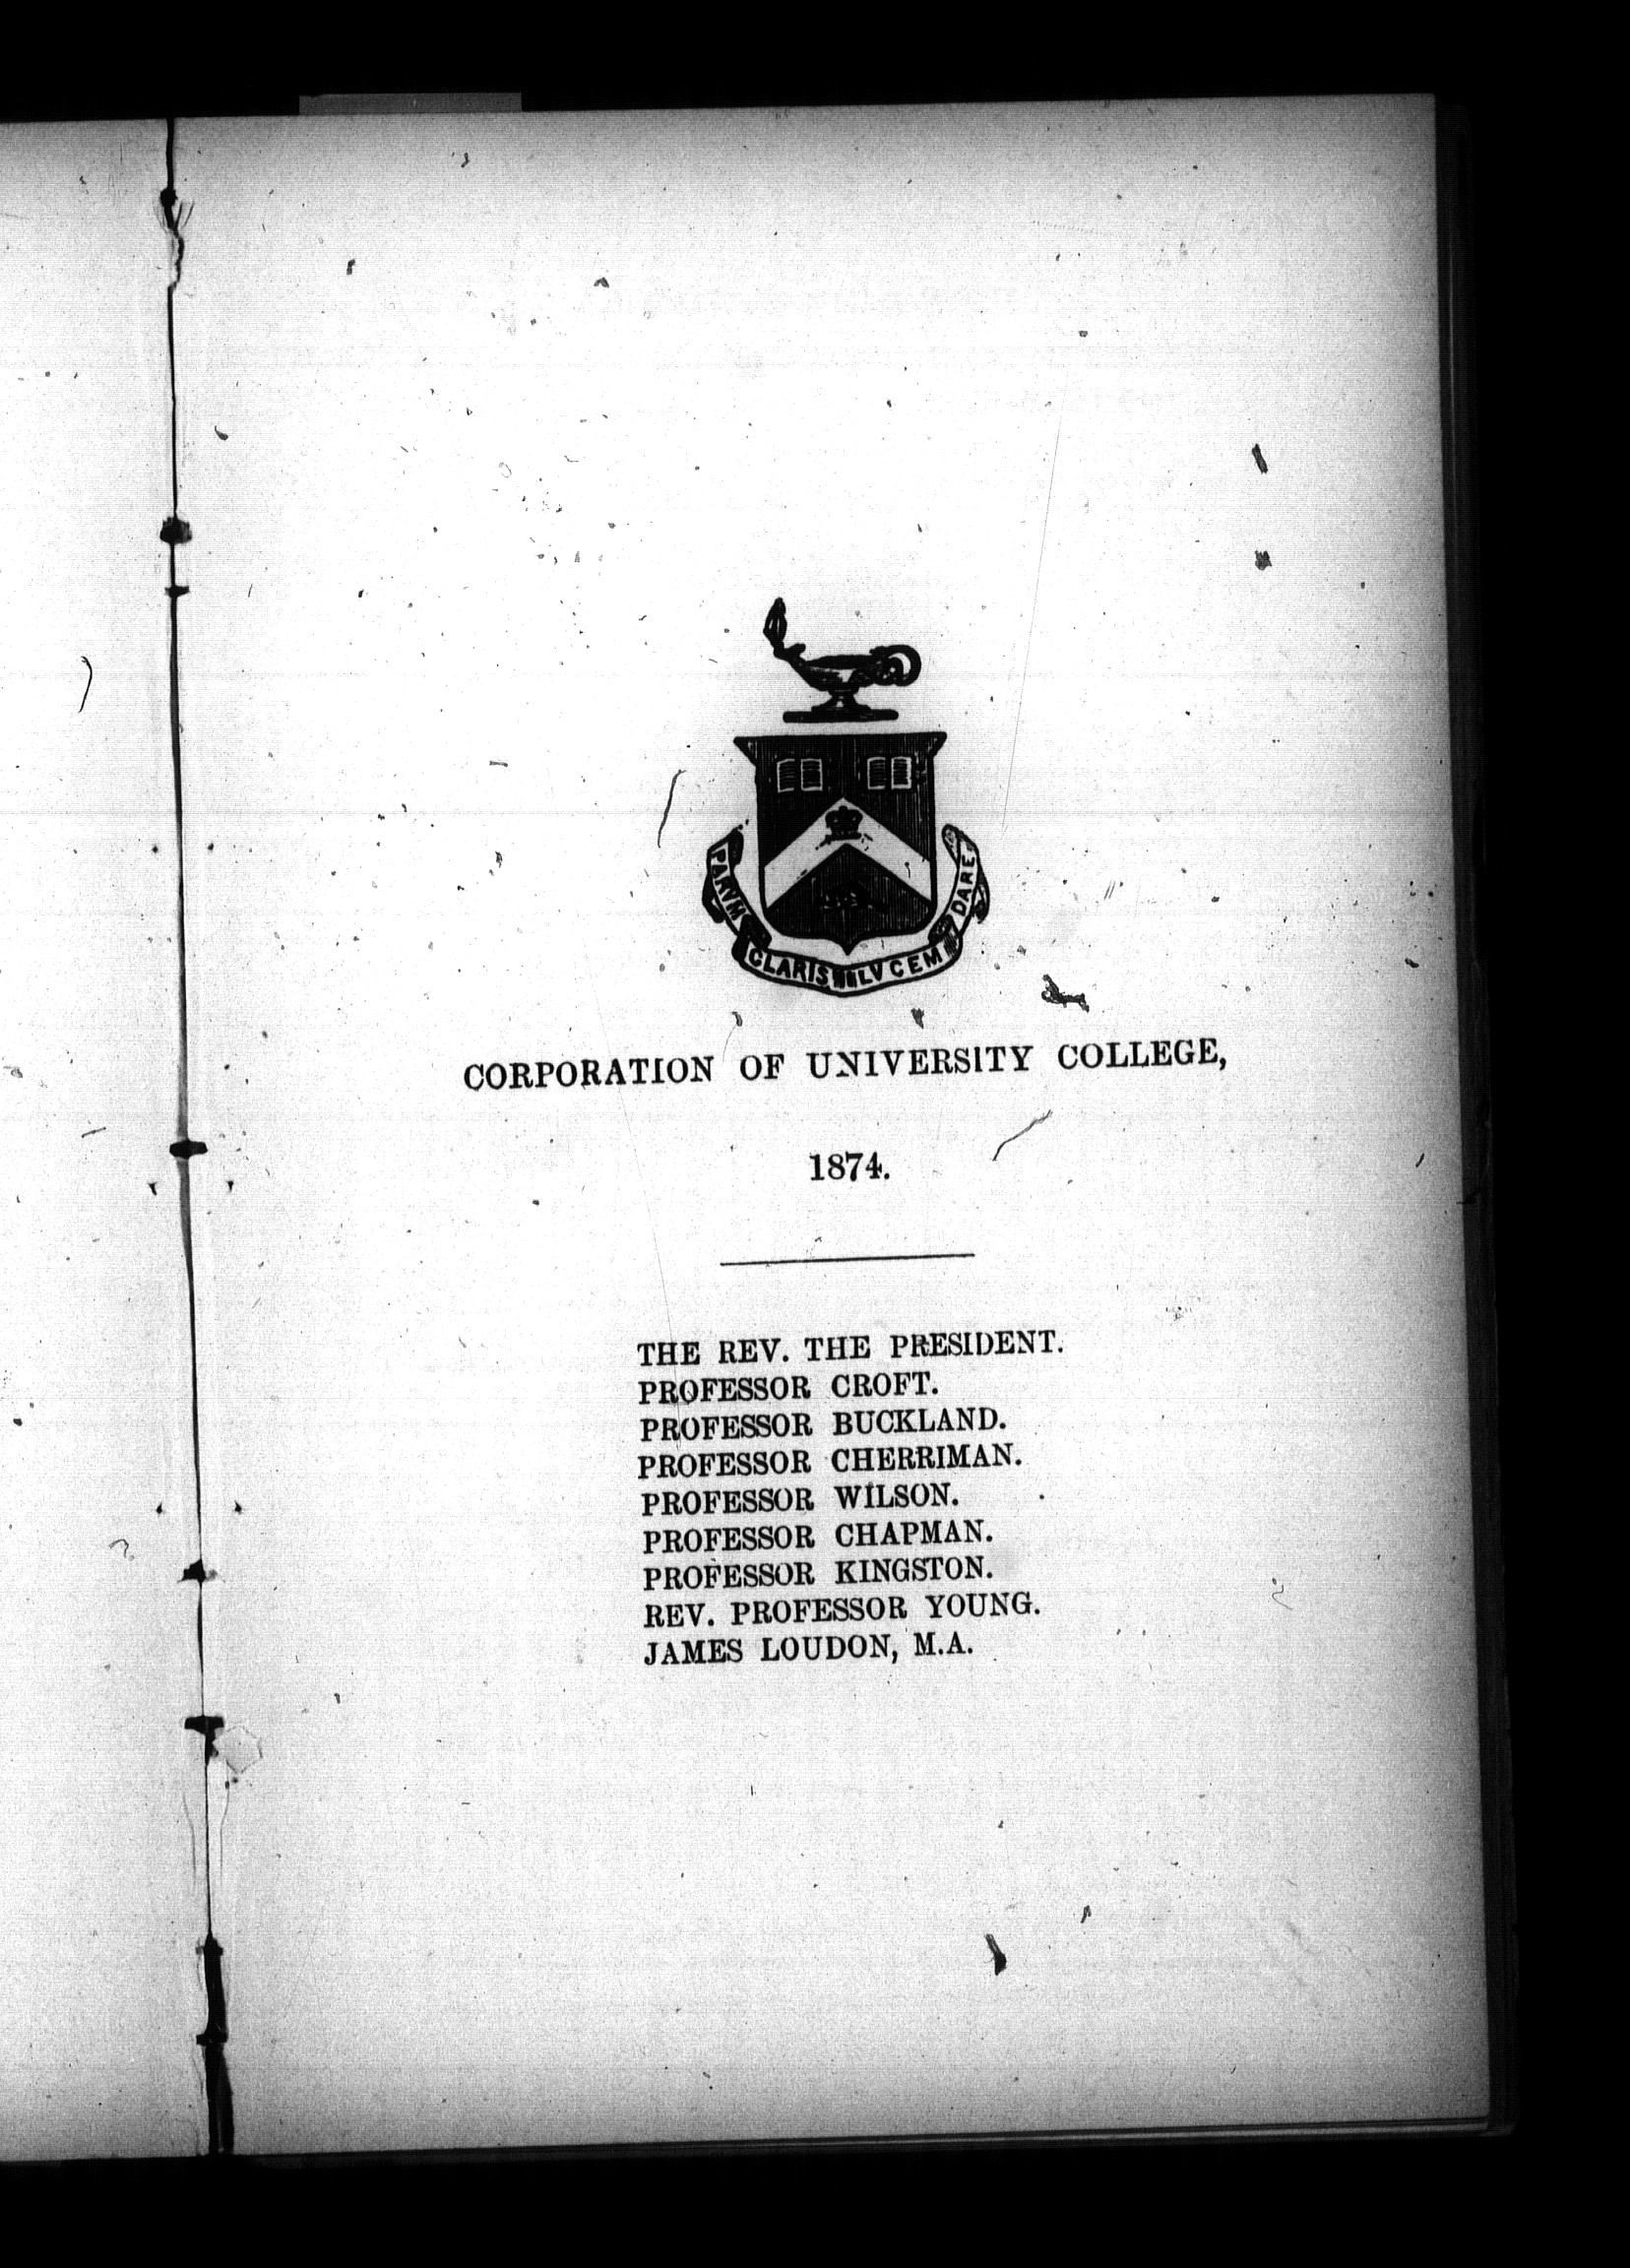 PARVM CLARIS LVCEM DARE.
CORPORATION OF UNIVERSITY COLLEGE,
1874.
THE REV. THE PRESIDENT.
PROFESSOR CROFT.
PROFESSOR BUCKLAND.
PROFESSOR CHERRIMAN.
PROFESSOR WILSON.
PROFESSOR CHAPMAN.
PROFESSOR KINGSTON.
REV. PROFESSOR YOUNG.
JAMES LOUDON, M.A.